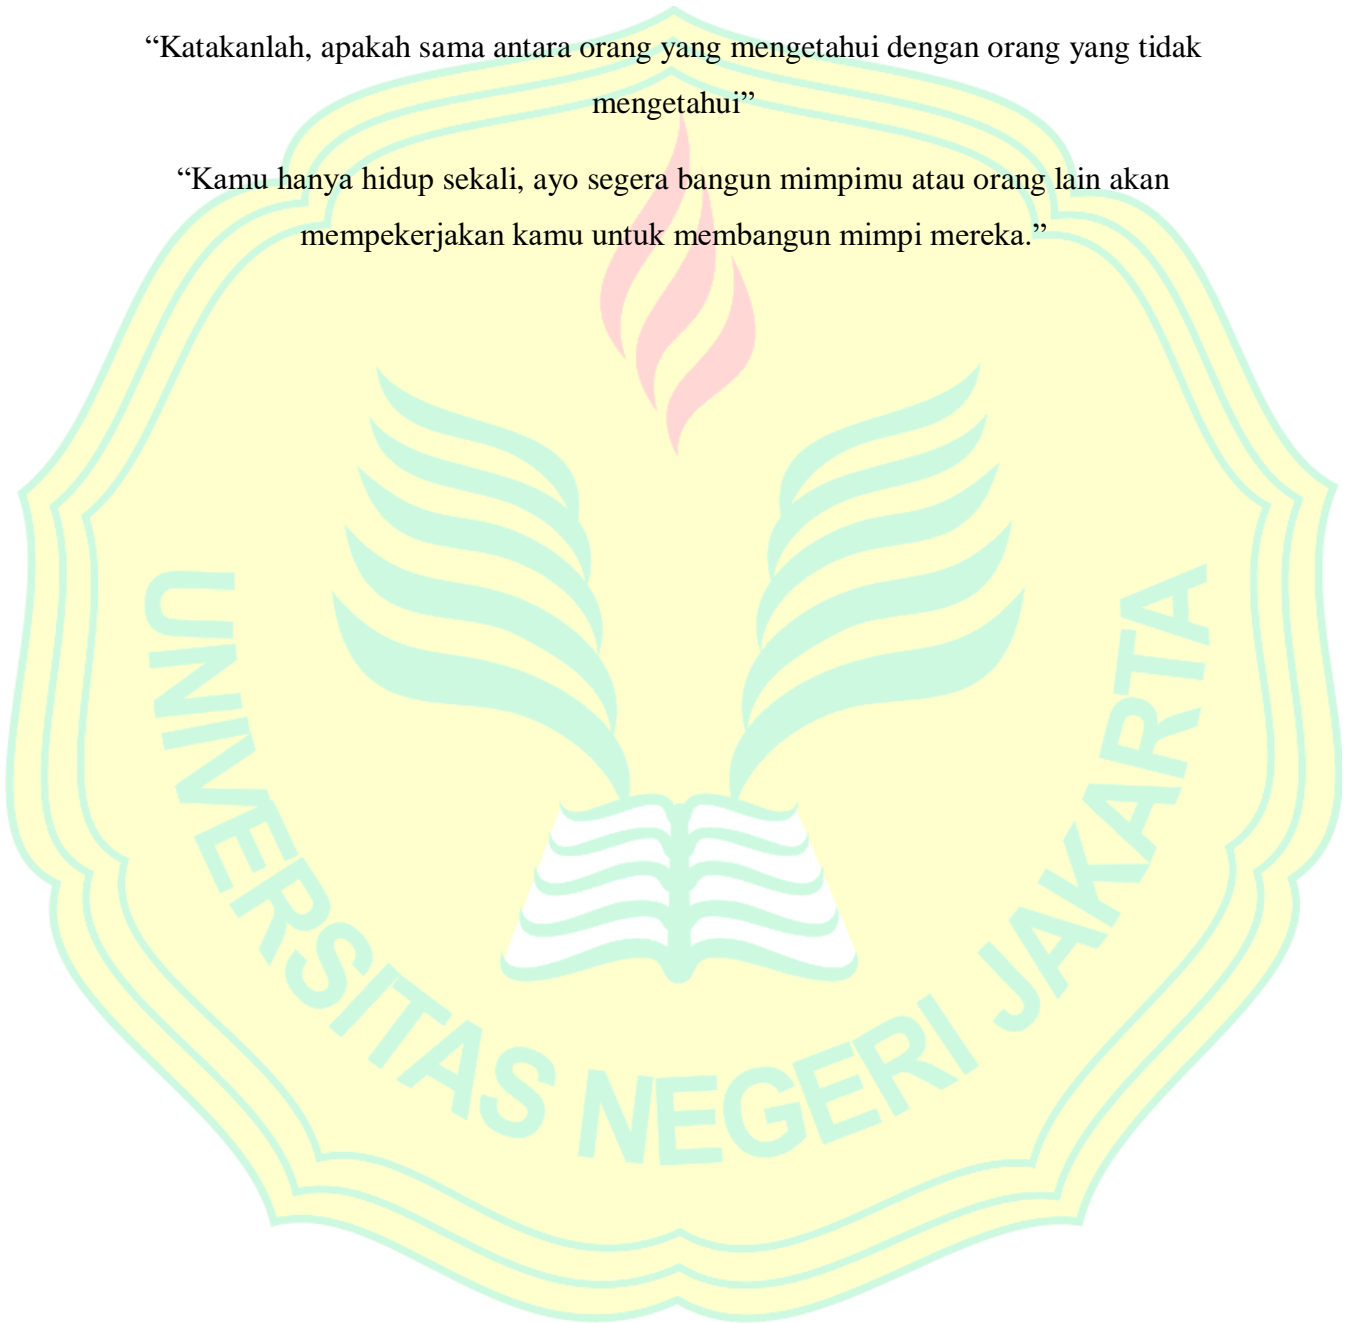 “Katakanlah, apakah sama antara orang yang mengetahui dengan orang yang tidak
mengetahui”
“Kamu hanya hidup sekali, ayo segera bangun mimpimu atau orang lain akan
mempekerjakan kamu untuk membangun mimpi mereka.”
UNIVERSITAS NEGERI JAKARTA